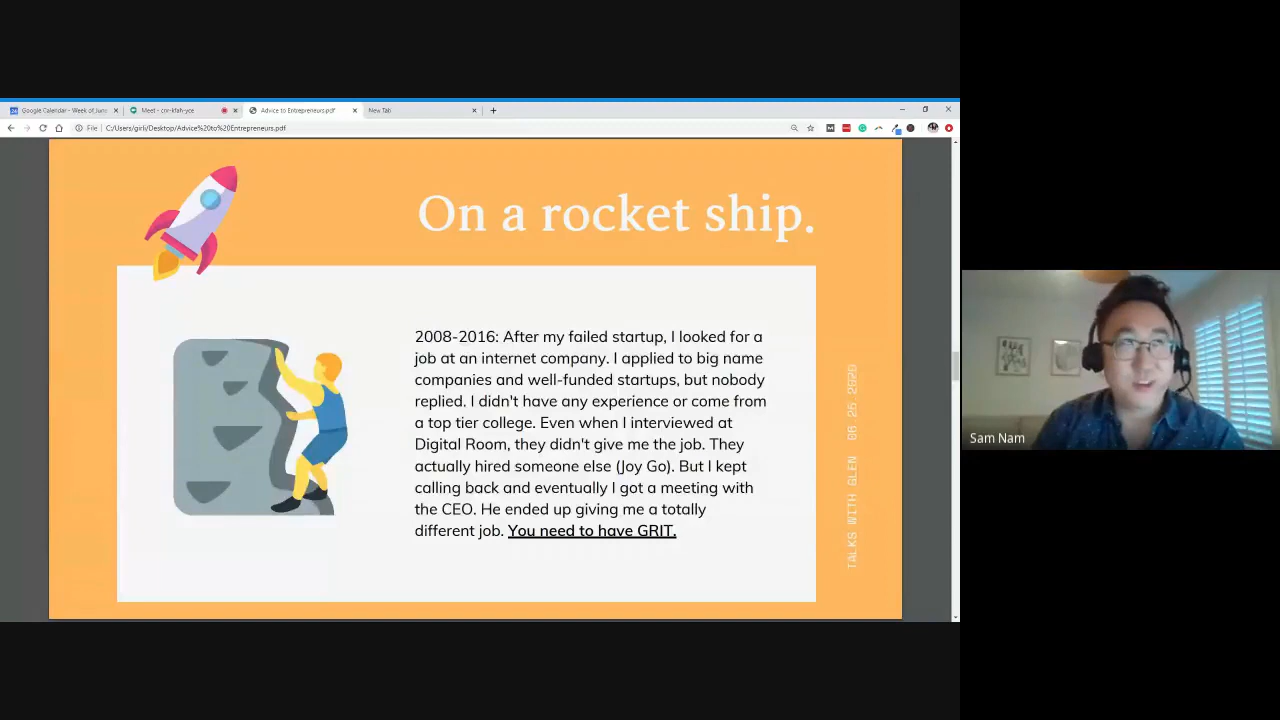 Google Calendar - Week of June
Meet - cnr-kfah-yce
Advice to Entrepreneurs.pdf
New Tab
File
C:/Users/girli/Desktop/Advice%20to%20Entrepreneurs.pdf
On a rocket ship.
2008-2016: After my failed startup, I looked for a
job at an internet company. I applied to big name
companies and well-funded startups, but nobody
replied. I didn't have any experience or come from
a top tier college. Even when I interviewed at
Digital Room, they didn't give me the job. They
actually hired someone else (Joy Go). But I kept
calling back and eventually I got a meeting with
the CEO. He ended up giving me a totally
different job. You need to have GRIT.
TALKS WITH GLEN 06 26 2020
Sam Nam